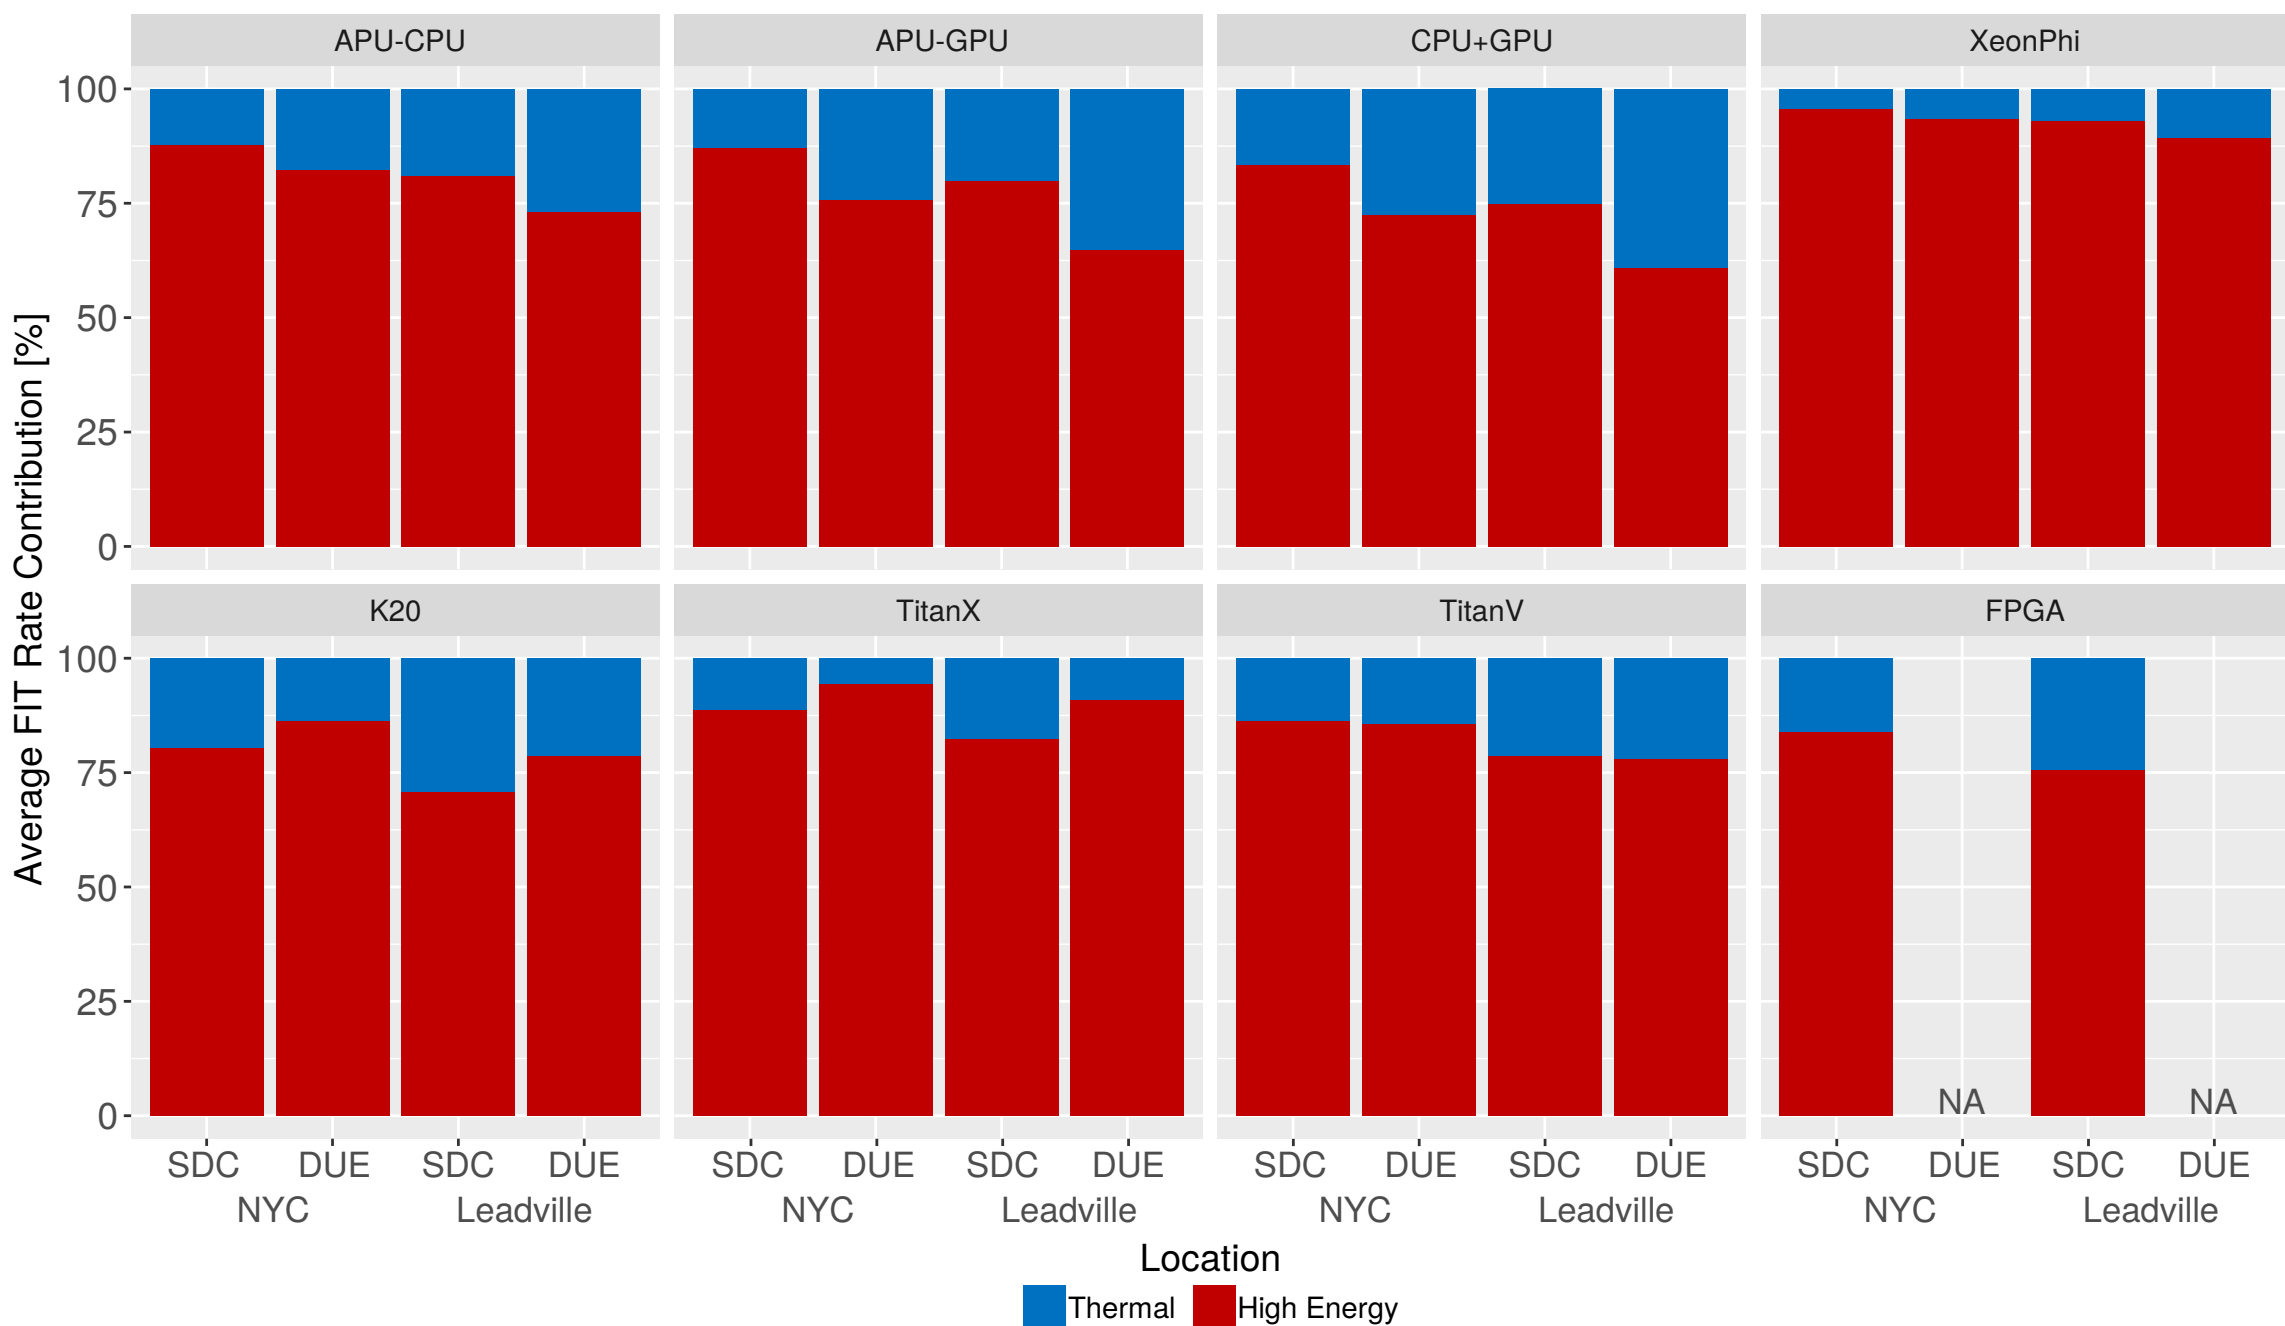 APU-CPU APU-GPU CPU+GPU XeonPhi
100
75
50
25
0
Average FIT Rate Contribution [%]
K20 TitanX TitanV FPGA
100
75
50
25
0
NA NA
SDC DUE SDC DUE SDC DUE SDC DUE SDC DUE SDC DUE SDC DUE SDC DUE
NYC Leadville NYC Leadville NYC Leadville NYC Leadville
Location
Thermal High Energy